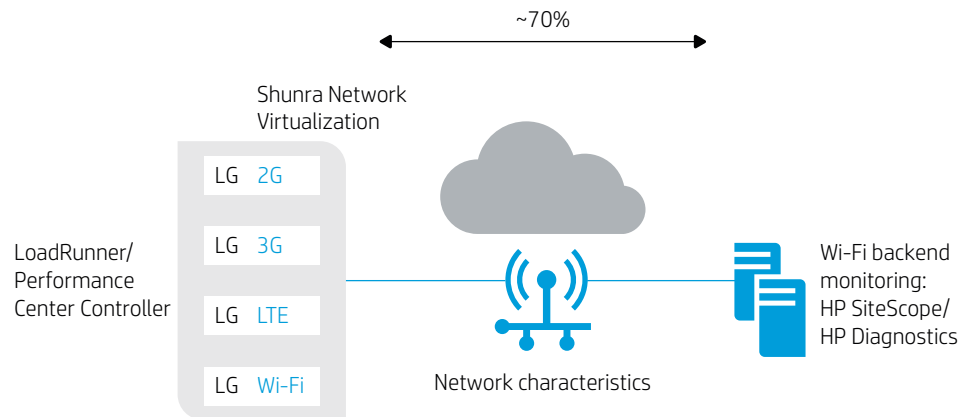 ~70%
Shunra Network
Virtualization
LG 2G
LG 3G
LG LTE
LG Wi-Fi
LoadRunner/
Performance
Center Controller
Network characteristics
Wi-Fi backend
monitoring:
HP SiteScope/
HP Diagnostics